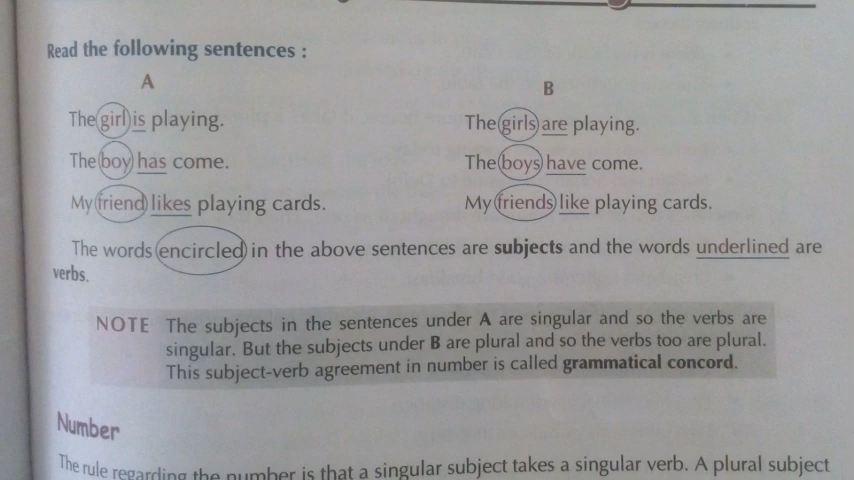 Read the following sentences :
A B
The girl is playing. The girls are playing.
The boy has come. The boys have come.
My friend likes playing cards. My friends like playing cards.
The words encircled in the above sentences are subjects and the words underlined are
verbs.
NOTE The subjects in the sentences under A are singular and so the verbs are
singular. But the subjects under B are plural and so the verbs too are plural.
This subject-verb agreement in number is called grammatical concord.
Number
The rule regarding the number is that a singular subject takes a singular verb. A plural subject